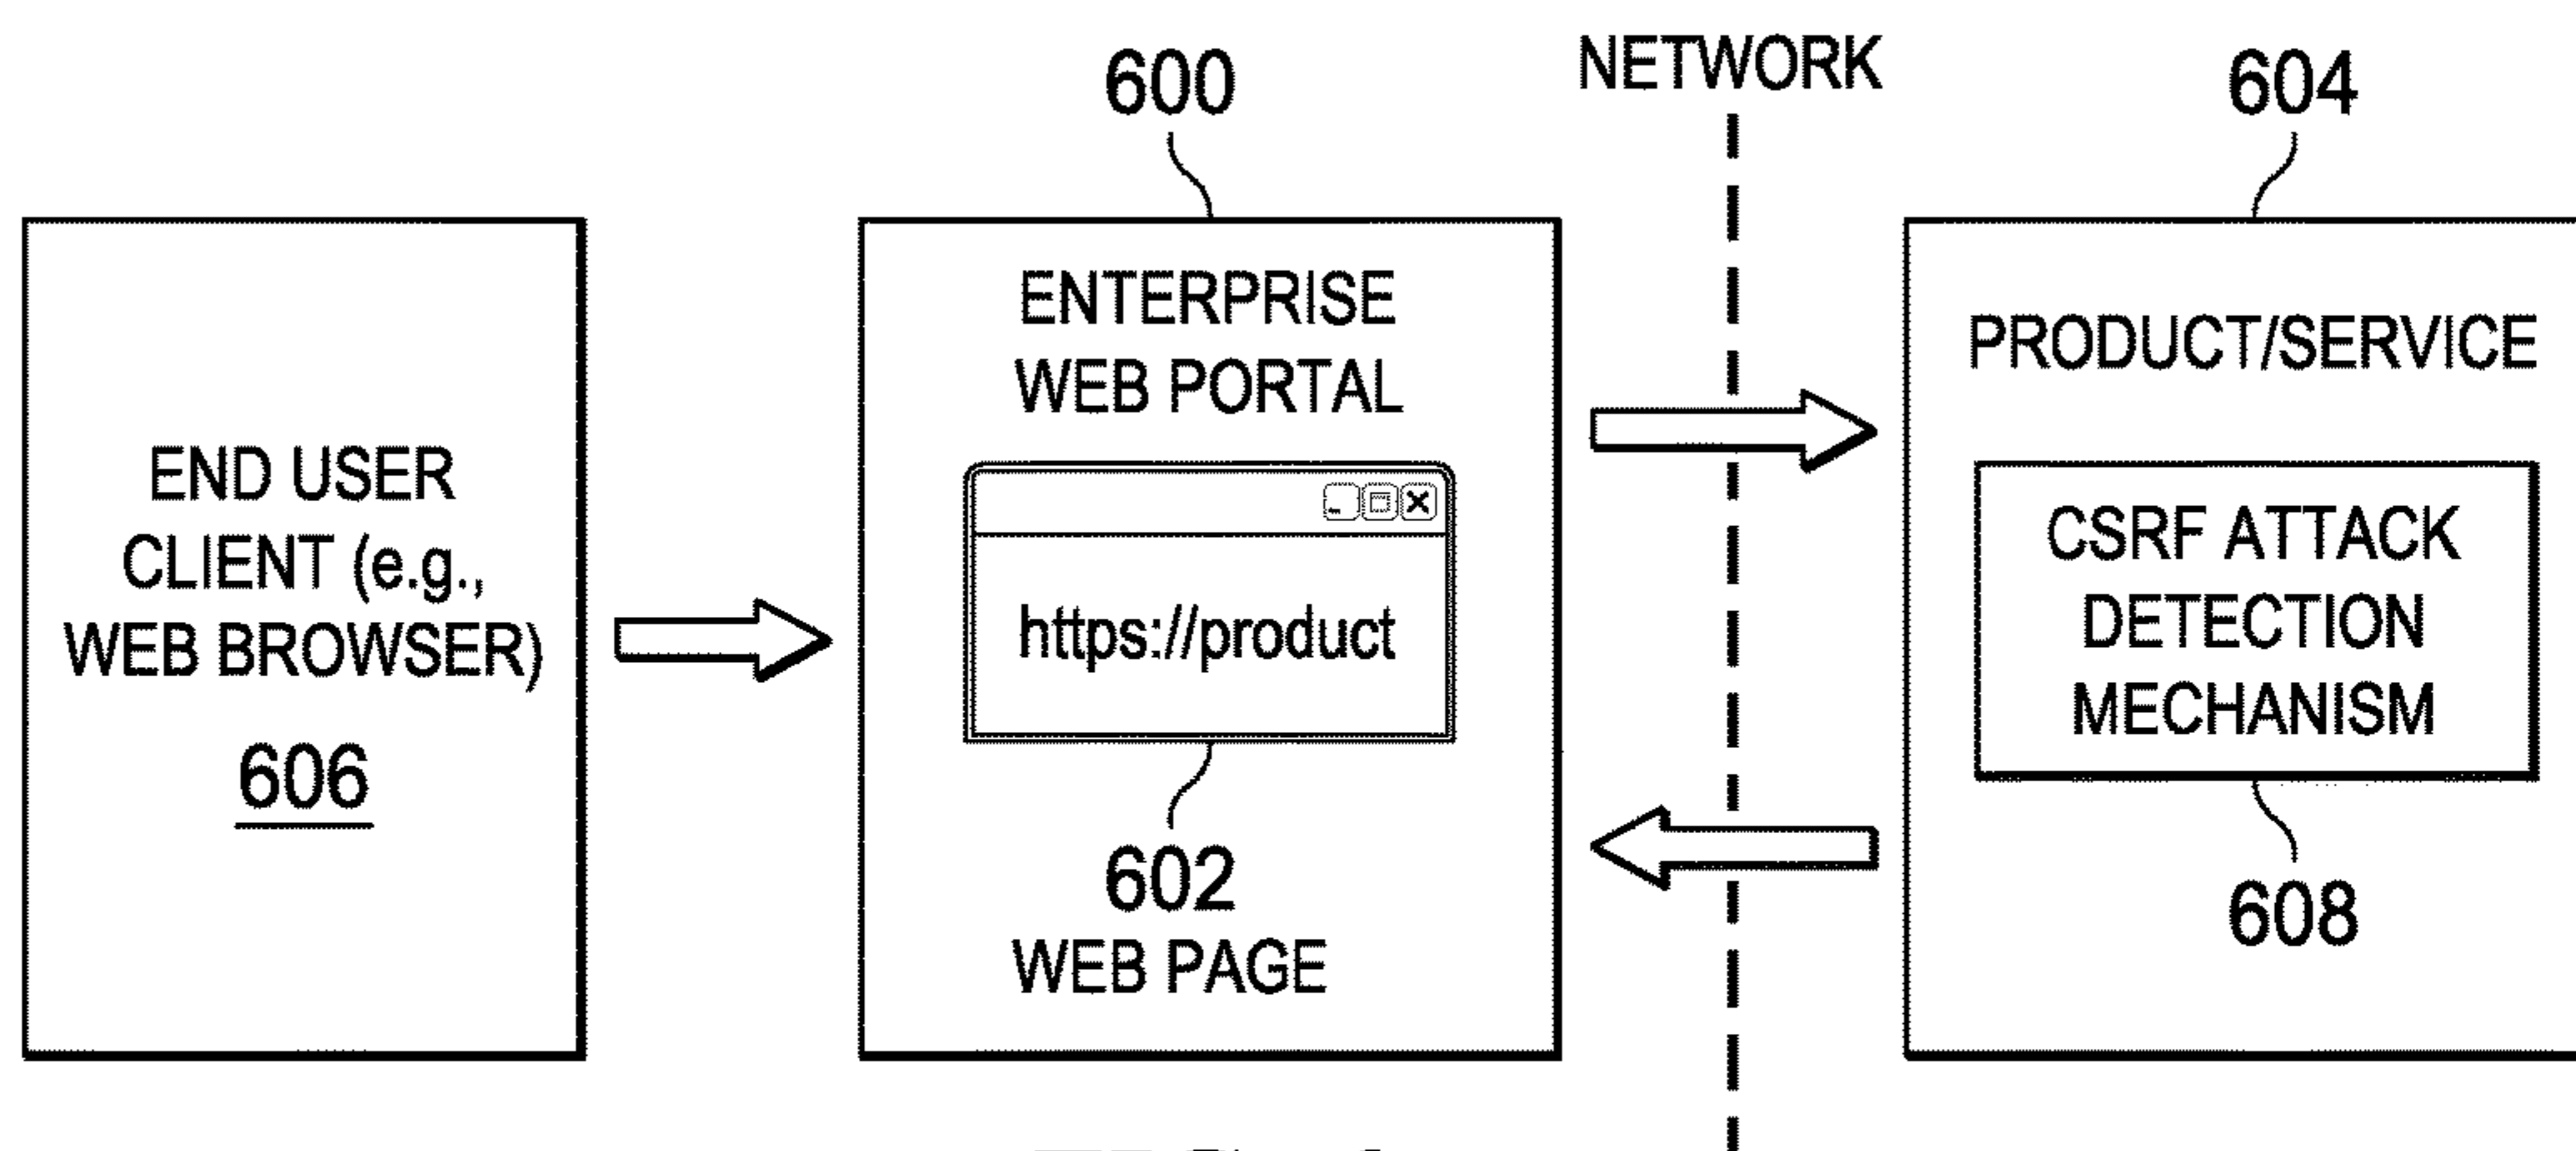 NETWORK
600
604
END USER
CLIENT (e.g.,
WEB BROWSER)
606
ENTERPRISE
WEB PORTAL
https://product
602
WEB PAGE
PRODUCT/SERVICE
CSRF ATTACK
DETECTION
MECHANISM
608